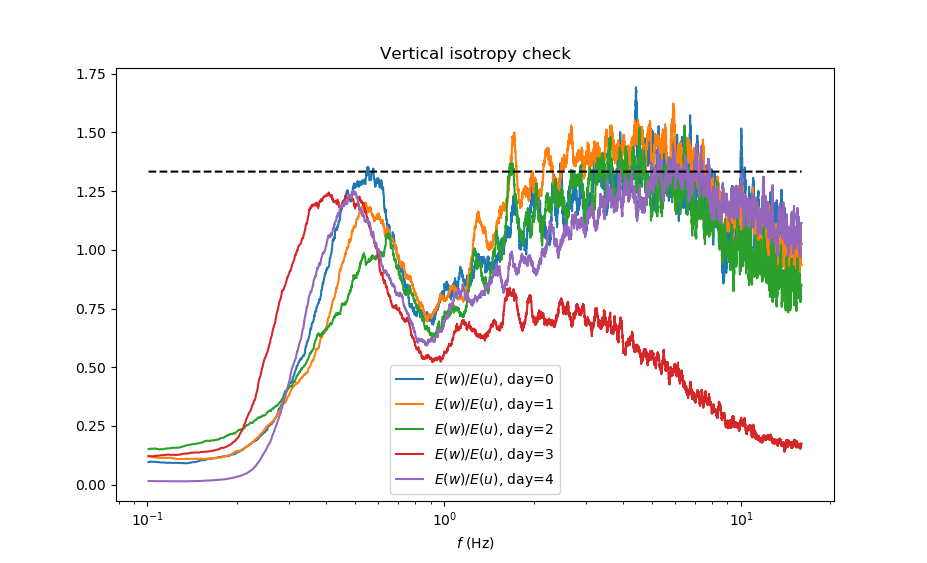 Vertical isotropy check
1.75
1.50
1.25
1.00
0.75
0.50
0.25
0.00
E(w)/E(u), day=0
E(w)/E(u), day=1
E(w)/E(u), day=2
E(w)/E(u), day=3
E(w)/E(u), day=4
10⁻¹ 10⁰ 10¹
f (Hz)